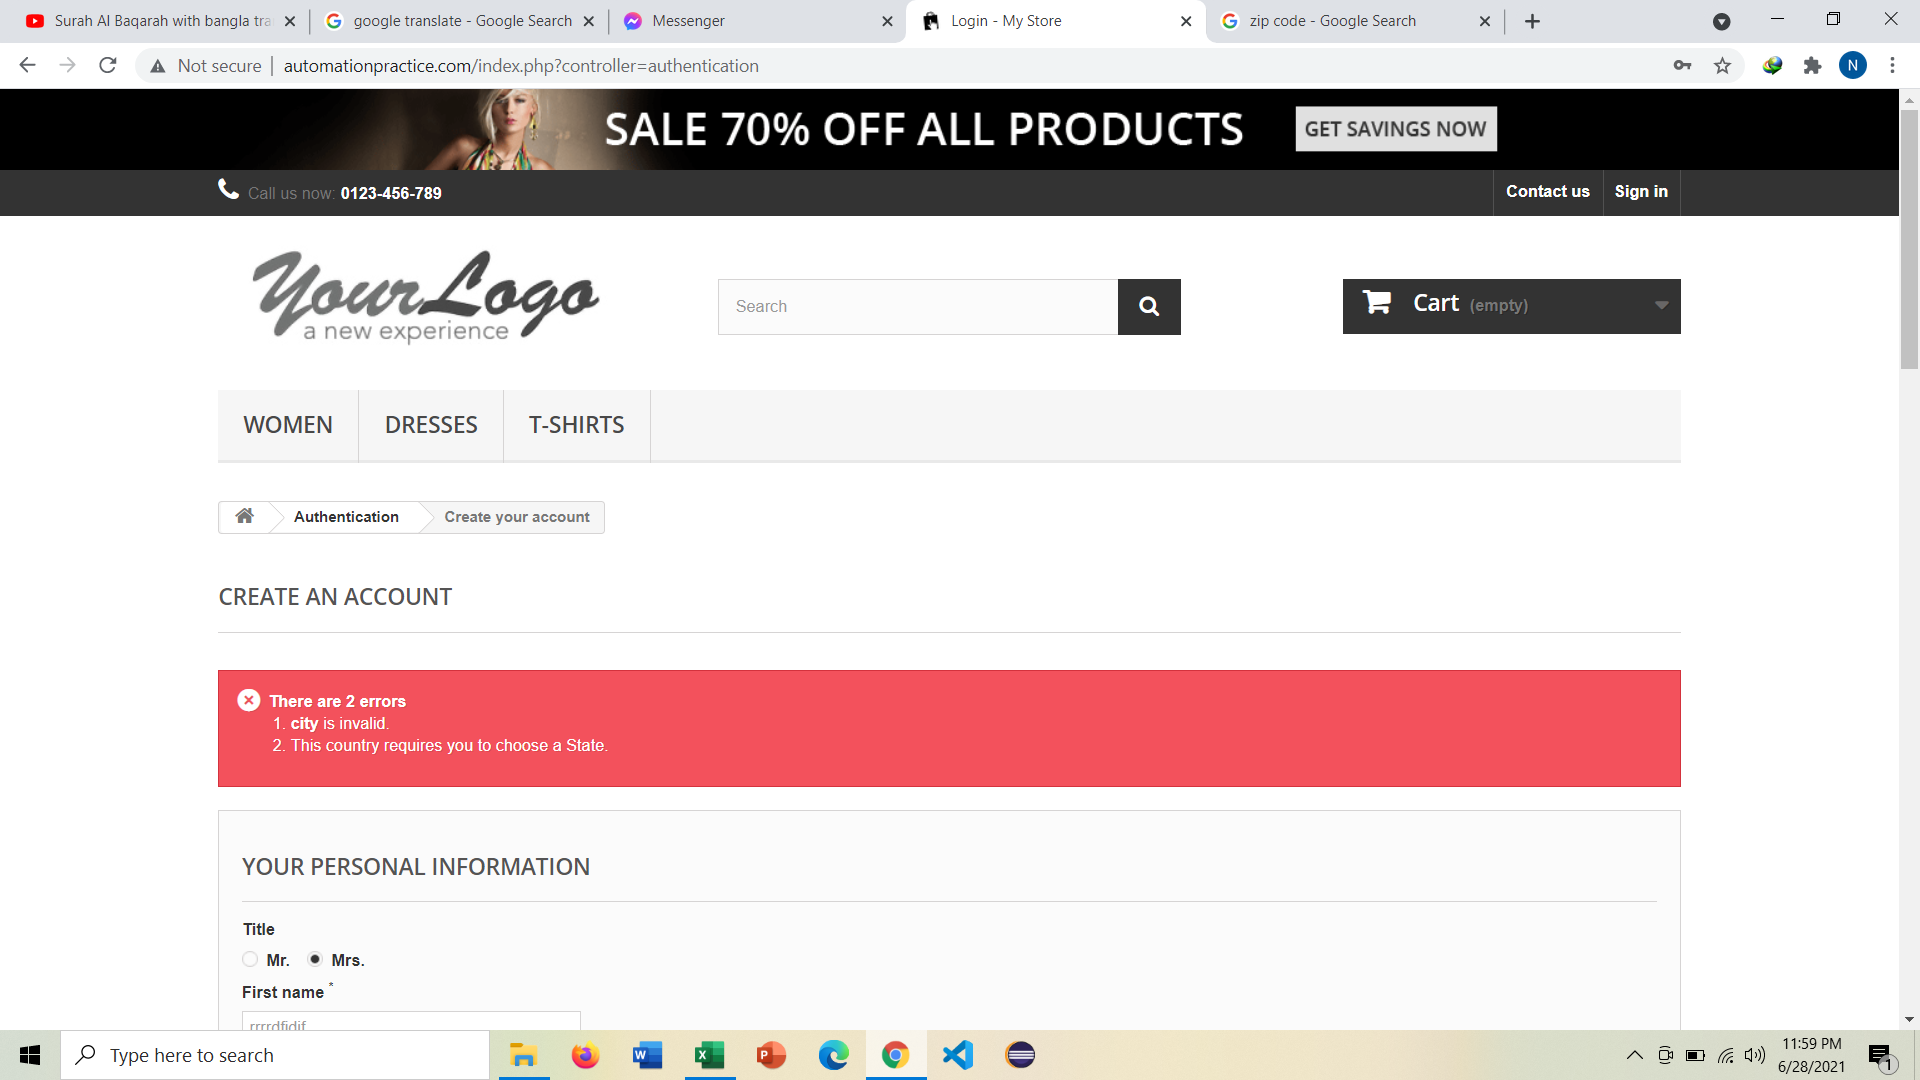 Surah Al Baqarah with bangla tra
google translate - Google Search
Messenger
Login - My Store
zip code - Google Search
Not secure
automationpractice.com/index.php?controller=authentication
N
SALE 70% OFF ALL PRODUCTS
GET SAVINGS NOW
Call us now: 0123-456-789
Contact us
Sign in
YourLogo
a new experience
Search
Cart (empty)
WOMEN
DRESSES
T-SHIRTS
Authentication
Create your account
CREATE AN ACCOUNT
There are 2 errors
1. city is invalid.
2. This country requires you to choose a State.
YOUR PERSONAL INFORMATION
Title
Mr.
Mrs.
First name *
rrrrdfjdjf
Type here to search
11:59 PM
6/28/2021
1